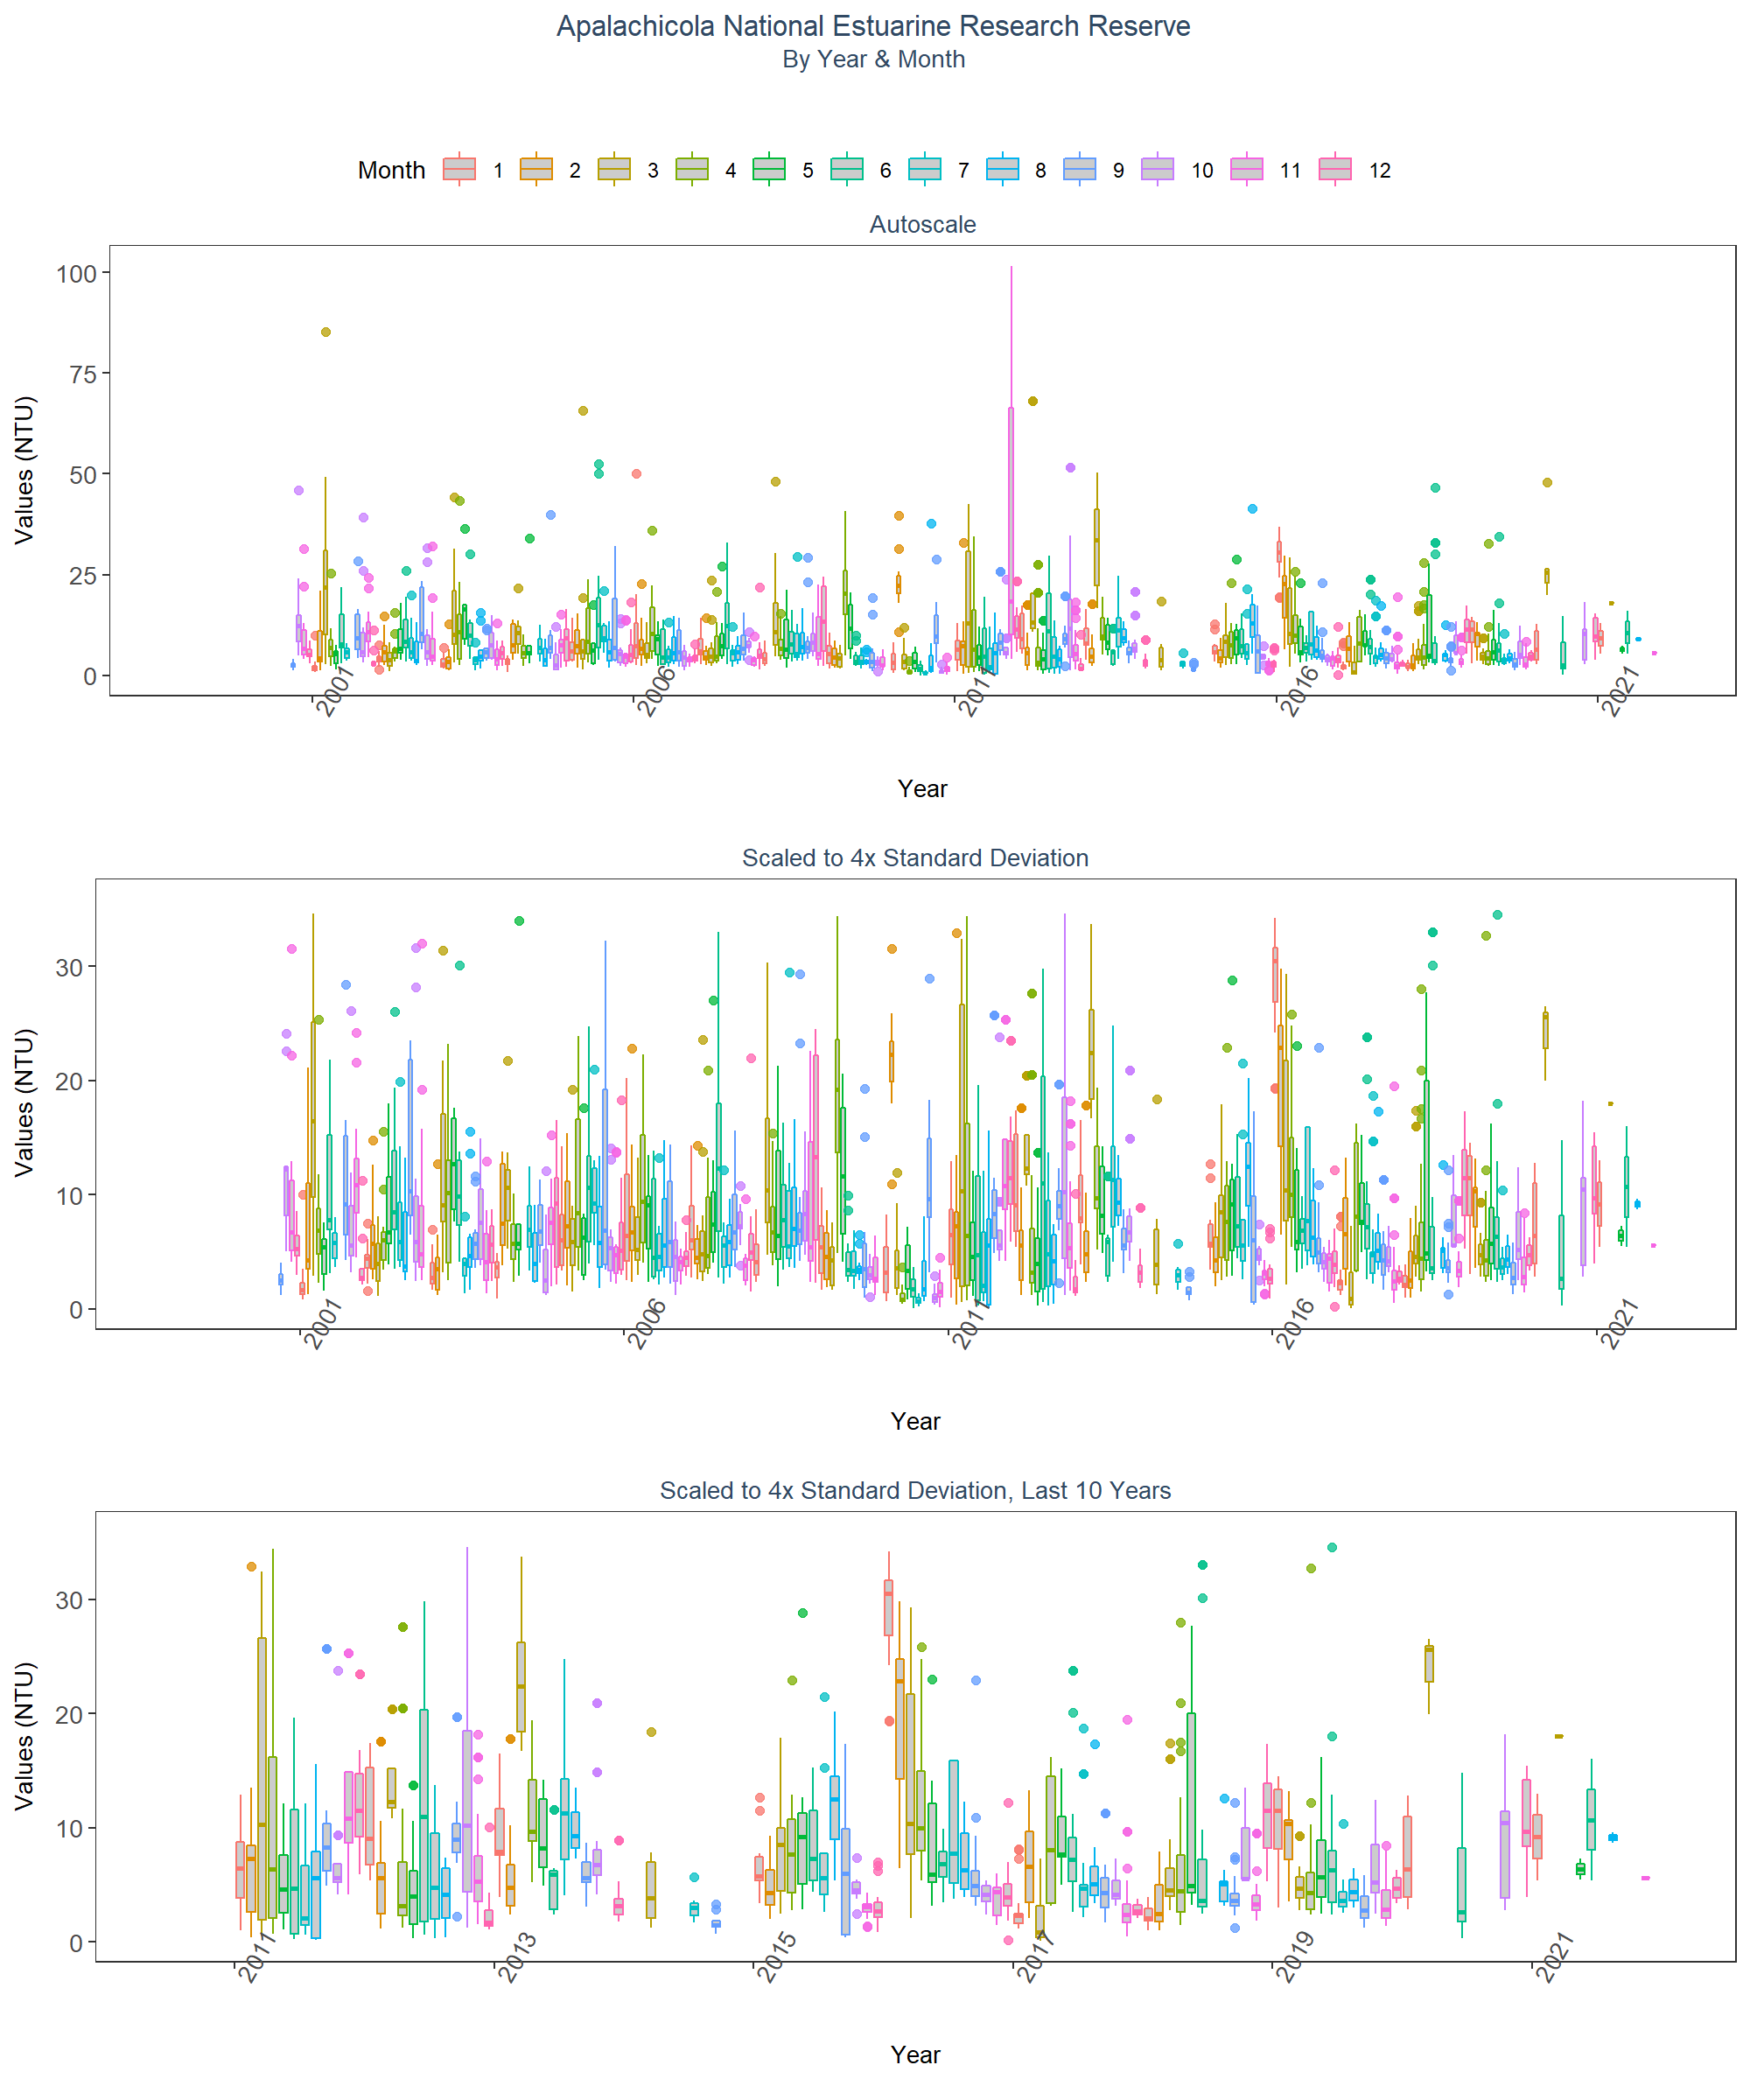 Apalachicola National Estuarine Research Reserve
By Year & Month
Month 1 2 3 4 5 6 7 8 9 10 11 12
Autoscale
Values (NTU)
100
75
50
25
0
2001 2006 2011 2016 2021
Year
Scaled to 4x Standard Deviation
Values (NTU)
30
20
10
0
2001 2006 2011 2016 2021
Year
Scaled to 4x Standard Deviation, Last 10 Years
Values (NTU)
30
20
10
0
2011 2013 2015 2017 2019 2021
Year